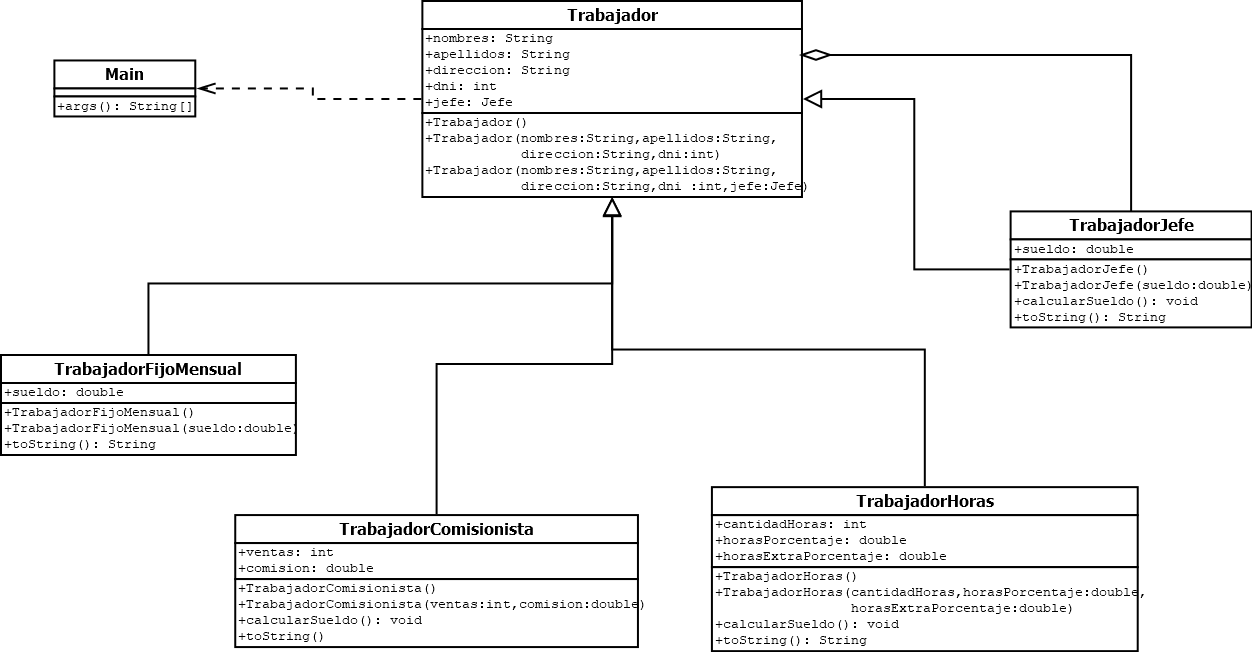 Trabajador
+nombres: String
+apellidos: String
+direccion: String
+dni: int
+jefe: Jefe
+Trabajador()
+Trabajador(nombres:String,apellidos:String,
direccion:String,dni:int)
+Trabajador(nombres:String,apellidos:String,
direccion:String,dni :int,jefe:Jefe)
Main
+args(): String[]
TrabajadorJefe
+sueldo: double
+TrabajadorJefe()
+TrabajadorJefe(sueldo:double)
+calcularSueldo(): void
+toString(): String
TrabajadorFijoMensual
+sueldo: double
+TrabajadorFijoMensual()
+TrabajadorFijoMensual(sueldo:double)
+toString(): String
TrabajadorComisionista
+ventas: int
+comision: double
+TrabajadorComisionista()
+TrabajadorComisionista(ventas:int,comision:double)
+calcularSueldo(): void
+toString()
TrabajadorHoras
+cantidadHoras: int
+horasPorcentaje: double
+horasExtraPorcentaje: double
+TrabajadorHoras()
+TrabajadorHoras(cantidadHoras,horasPorcentaje:double,
horasExtraPorcentaje:double)
+calcularSueldo(): void
+toString(): String